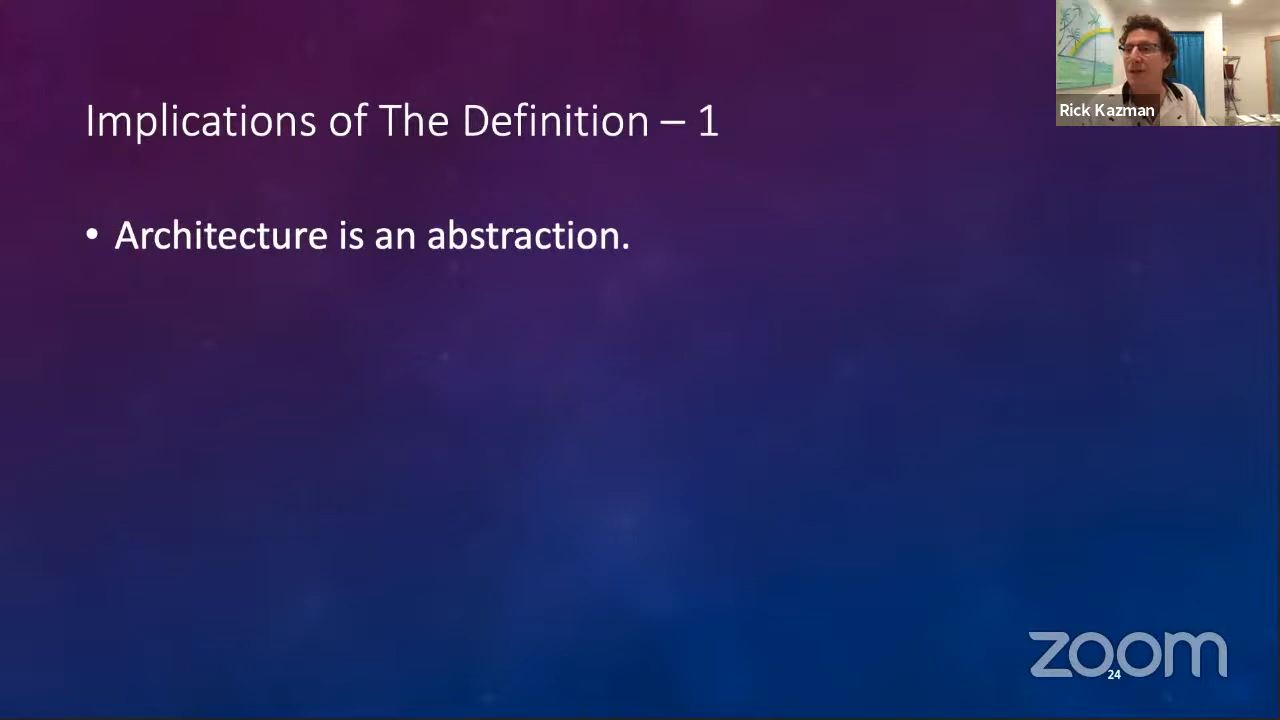 Implications of The Definition – 1
Rick Kazman
• Architecture is an abstraction.
zoom
24